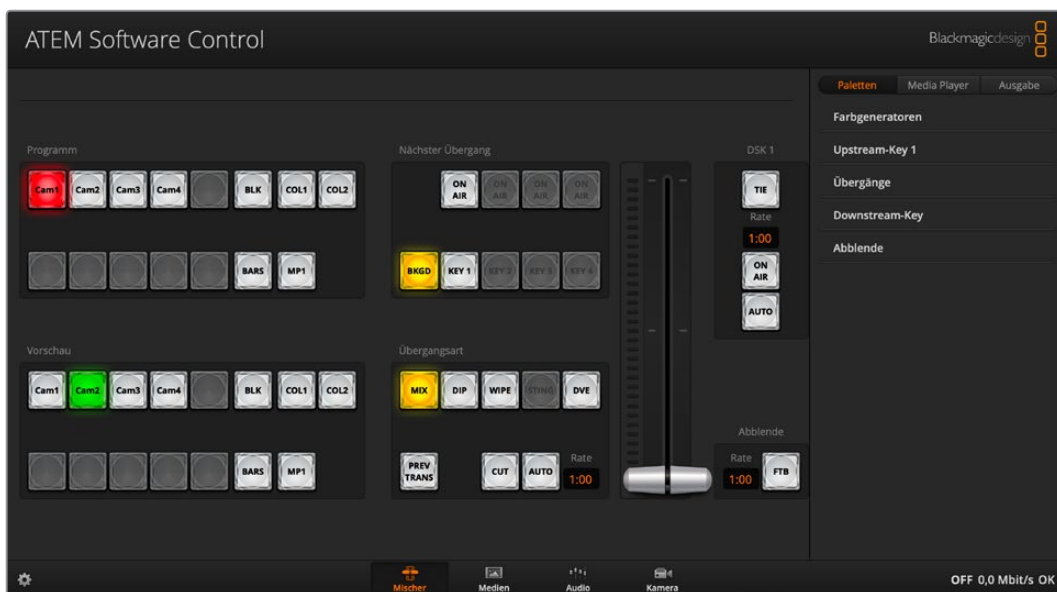 ATEM Software Control
Blackmagicdesign
Paletten Media Player Ausgabe
Farbgeneratoren
Upstream-Key 1
Übergänge
Downstream-Key
Abblende
Programm
Cam1 Cam2 Cam3 Cam4 BLK COL1 COL2
BARS MP1
Nächster Übergang
ON AIR ON AIR ON AIR ON AIR
BKGD KEY 1 KEY 2 KEY 3 KEY 4
DSK 1
TIE
Rate
1:00
ON AIR
AUTO
Vorschau
Cam1 Cam2 Cam3 Cam4 BLK COL1 COL2
BARS MP1
Übergangsart
MIX DIP WIPE STING DVE
PREV TRANS CUT AUTO Rate 1:00
Abblende
Rate
1:00 FTB
Mischer Medien Audio Kamera
OFF 0,0 Mbit/s OK